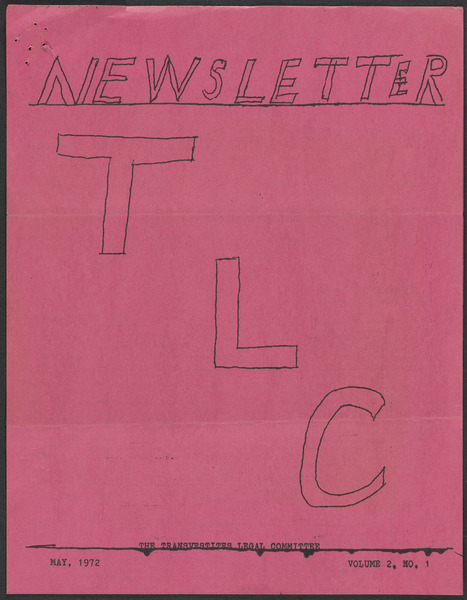 NEWSLETTER
T
L
C
THE TRANSVESTITES LEGAL COMMITTEE
MAY, 1972 VOLUME 2, NO. 1